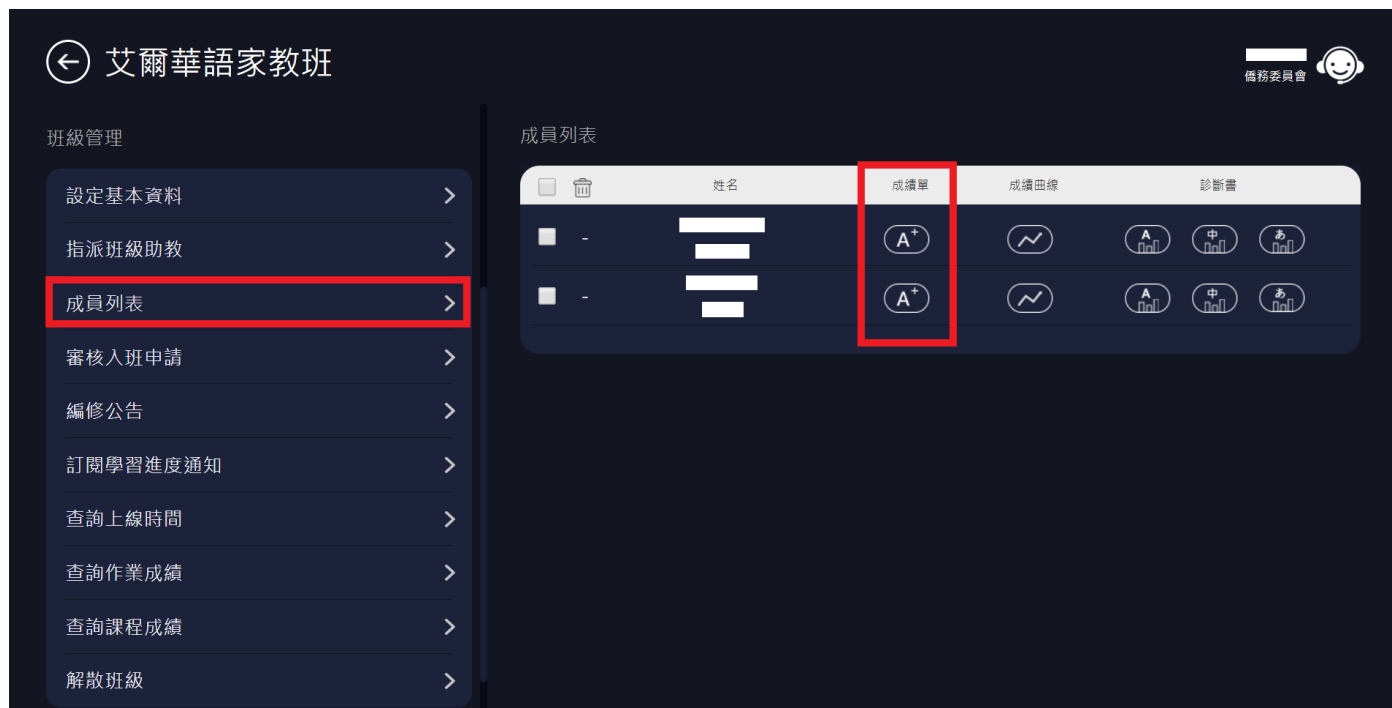 艾爾華語家教班
僑務委員會
班級管理
設定基本資料
指派班級助教
成員列表
審核入班申請
編修公告
訂閱學習進度通知
查詢上線時間
查詢作業成績
查詢課程成績
解散班級
成員列表
姓名 成績單 成績曲線 診斷書
- A+ A 中 あ
- A+ A 中 あ